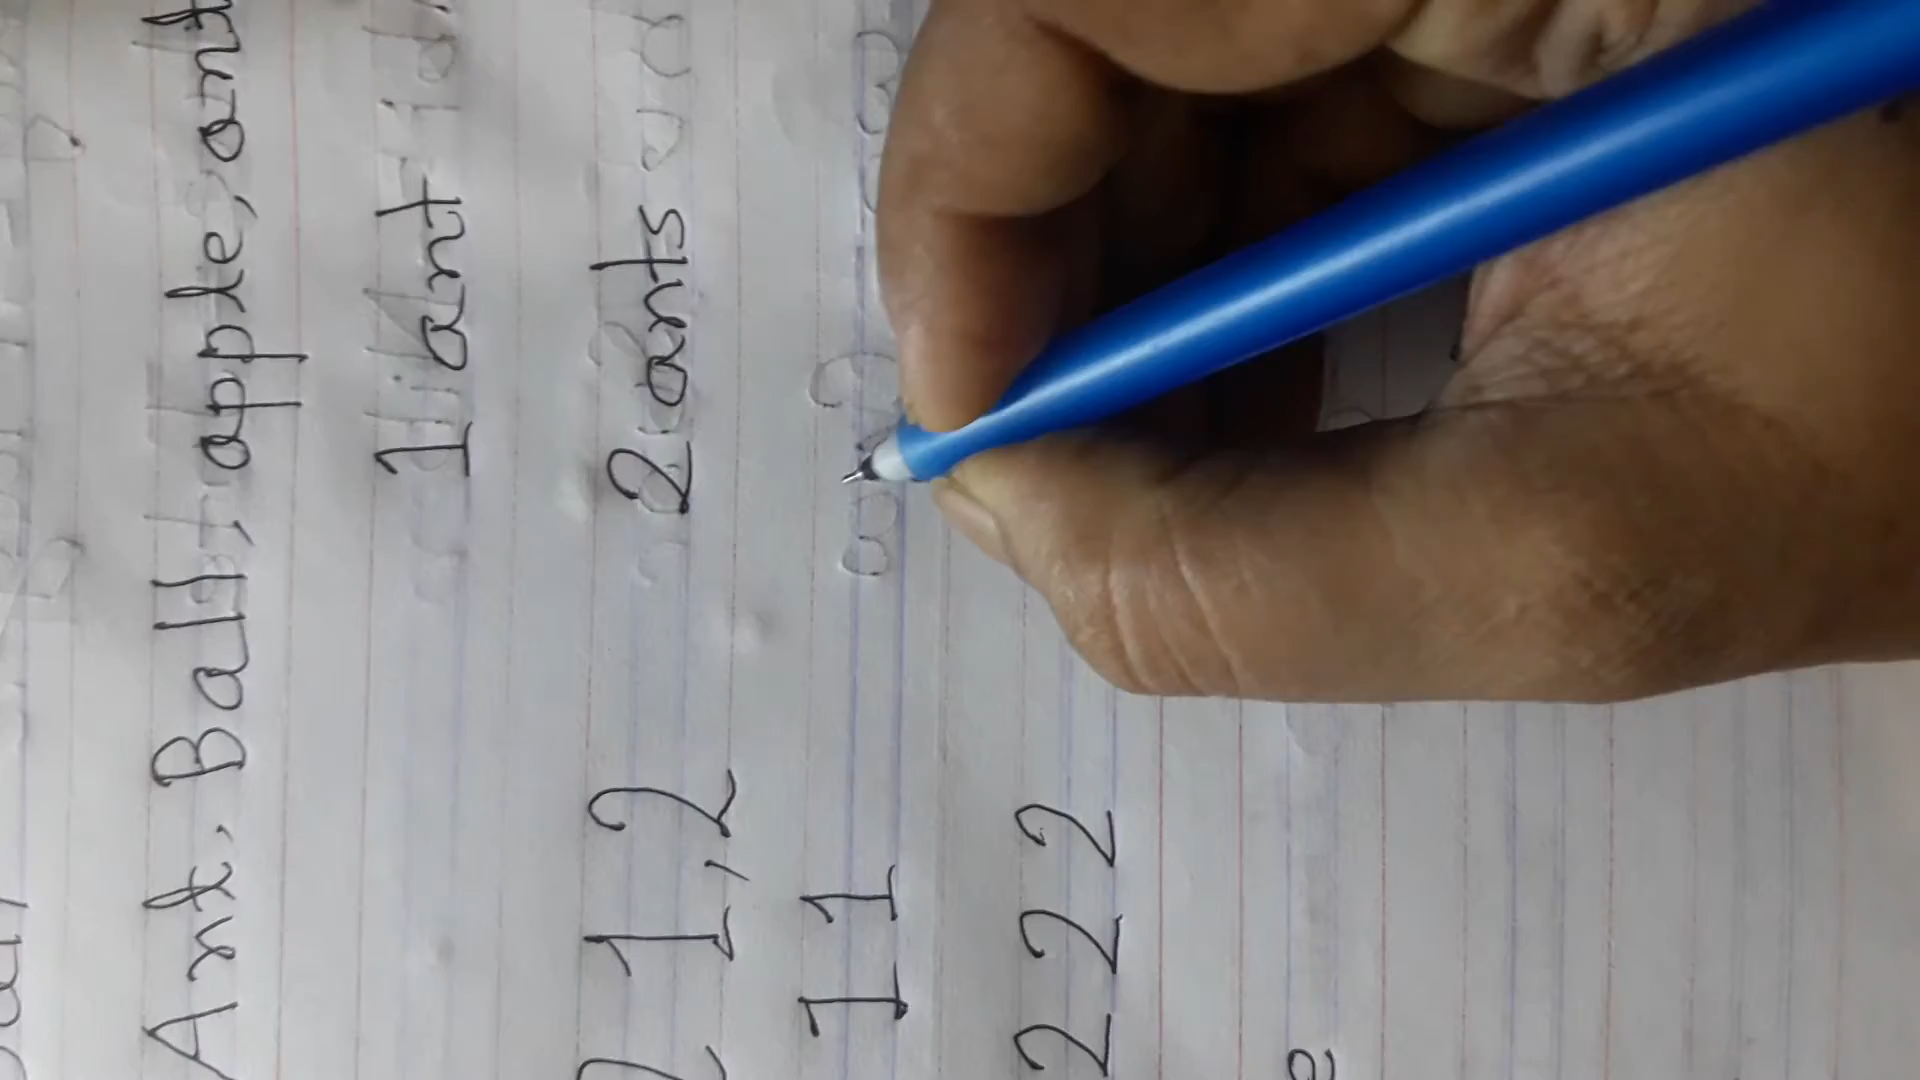 Ant, Ball, apple, ant
1 ant
1,2 2 ants
1 1
2 2 2
e